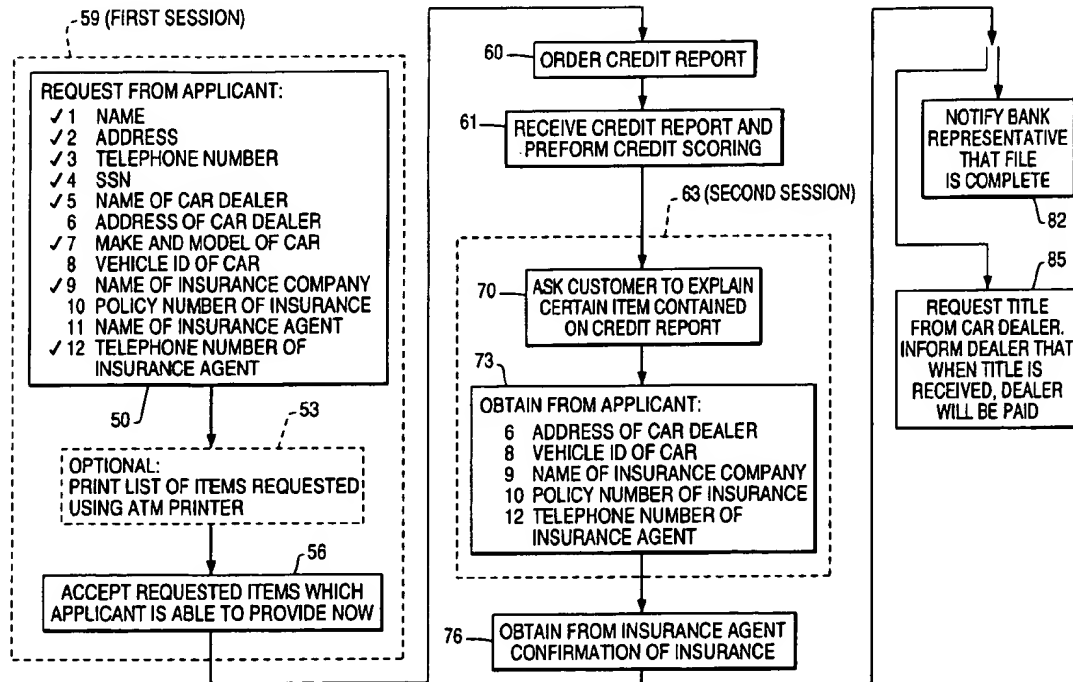 59 (FIRST SESSION)
REQUEST FROM APPLICANT:
✓ 1 NAME
✓ 2 ADDRESS
✓ 3 TELEPHONE NUMBER
✓ 4 SSN
✓ 5 NAME OF CAR DEALER
6 ADDRESS OF CAR DEALER
✓ 7 MAKE AND MODEL OF CAR
8 VEHICLE ID OF CAR
✓ 9 NAME OF INSURANCE COMPANY
10 POLICY NUMBER OF INSURANCE
11 NAME OF INSURANCE AGENT
✓ 12 TELEPHONE NUMBER OF
INSURANCE AGENT
50
53
OPTIONAL:
PRINT LIST OF ITEMS REQUESTED
USING ATM PRINTER
56
ACCEPT REQUESTED ITEMS WHICH
APPLICANT IS ABLE TO PROVIDE NOW
60
ORDER CREDIT REPORT
61
RECEIVE CREDIT REPORT AND
PREFORM CREDIT SCORING
63 (SECOND SESSION)
70
ASK CUSTOMER TO EXPLAIN
CERTAIN ITEM CONTAINED
ON CREDIT REPORT
73
OBTAIN FROM APPLICANT:
6 ADDRESS OF CAR DEALER
8 VEHICLE ID OF CAR
9 NAME OF INSURANCE COMPANY
10 POLICY NUMBER OF INSURANCE
12 TELEPHONE NUMBER OF
INSURANCE AGENT
76
OBTAIN FROM INSURANCE AGENT
CONFIRMATION OF INSURANCE
NOTIFY BANK
REPRESENTATIVE
THAT FILE
IS COMPLETE
82
85
REQUEST TITLE
FROM CAR DEALER.
INFORM DEALER THAT
WHEN TITLE IS
RECEIVED, DEALER
WILL BE PAID